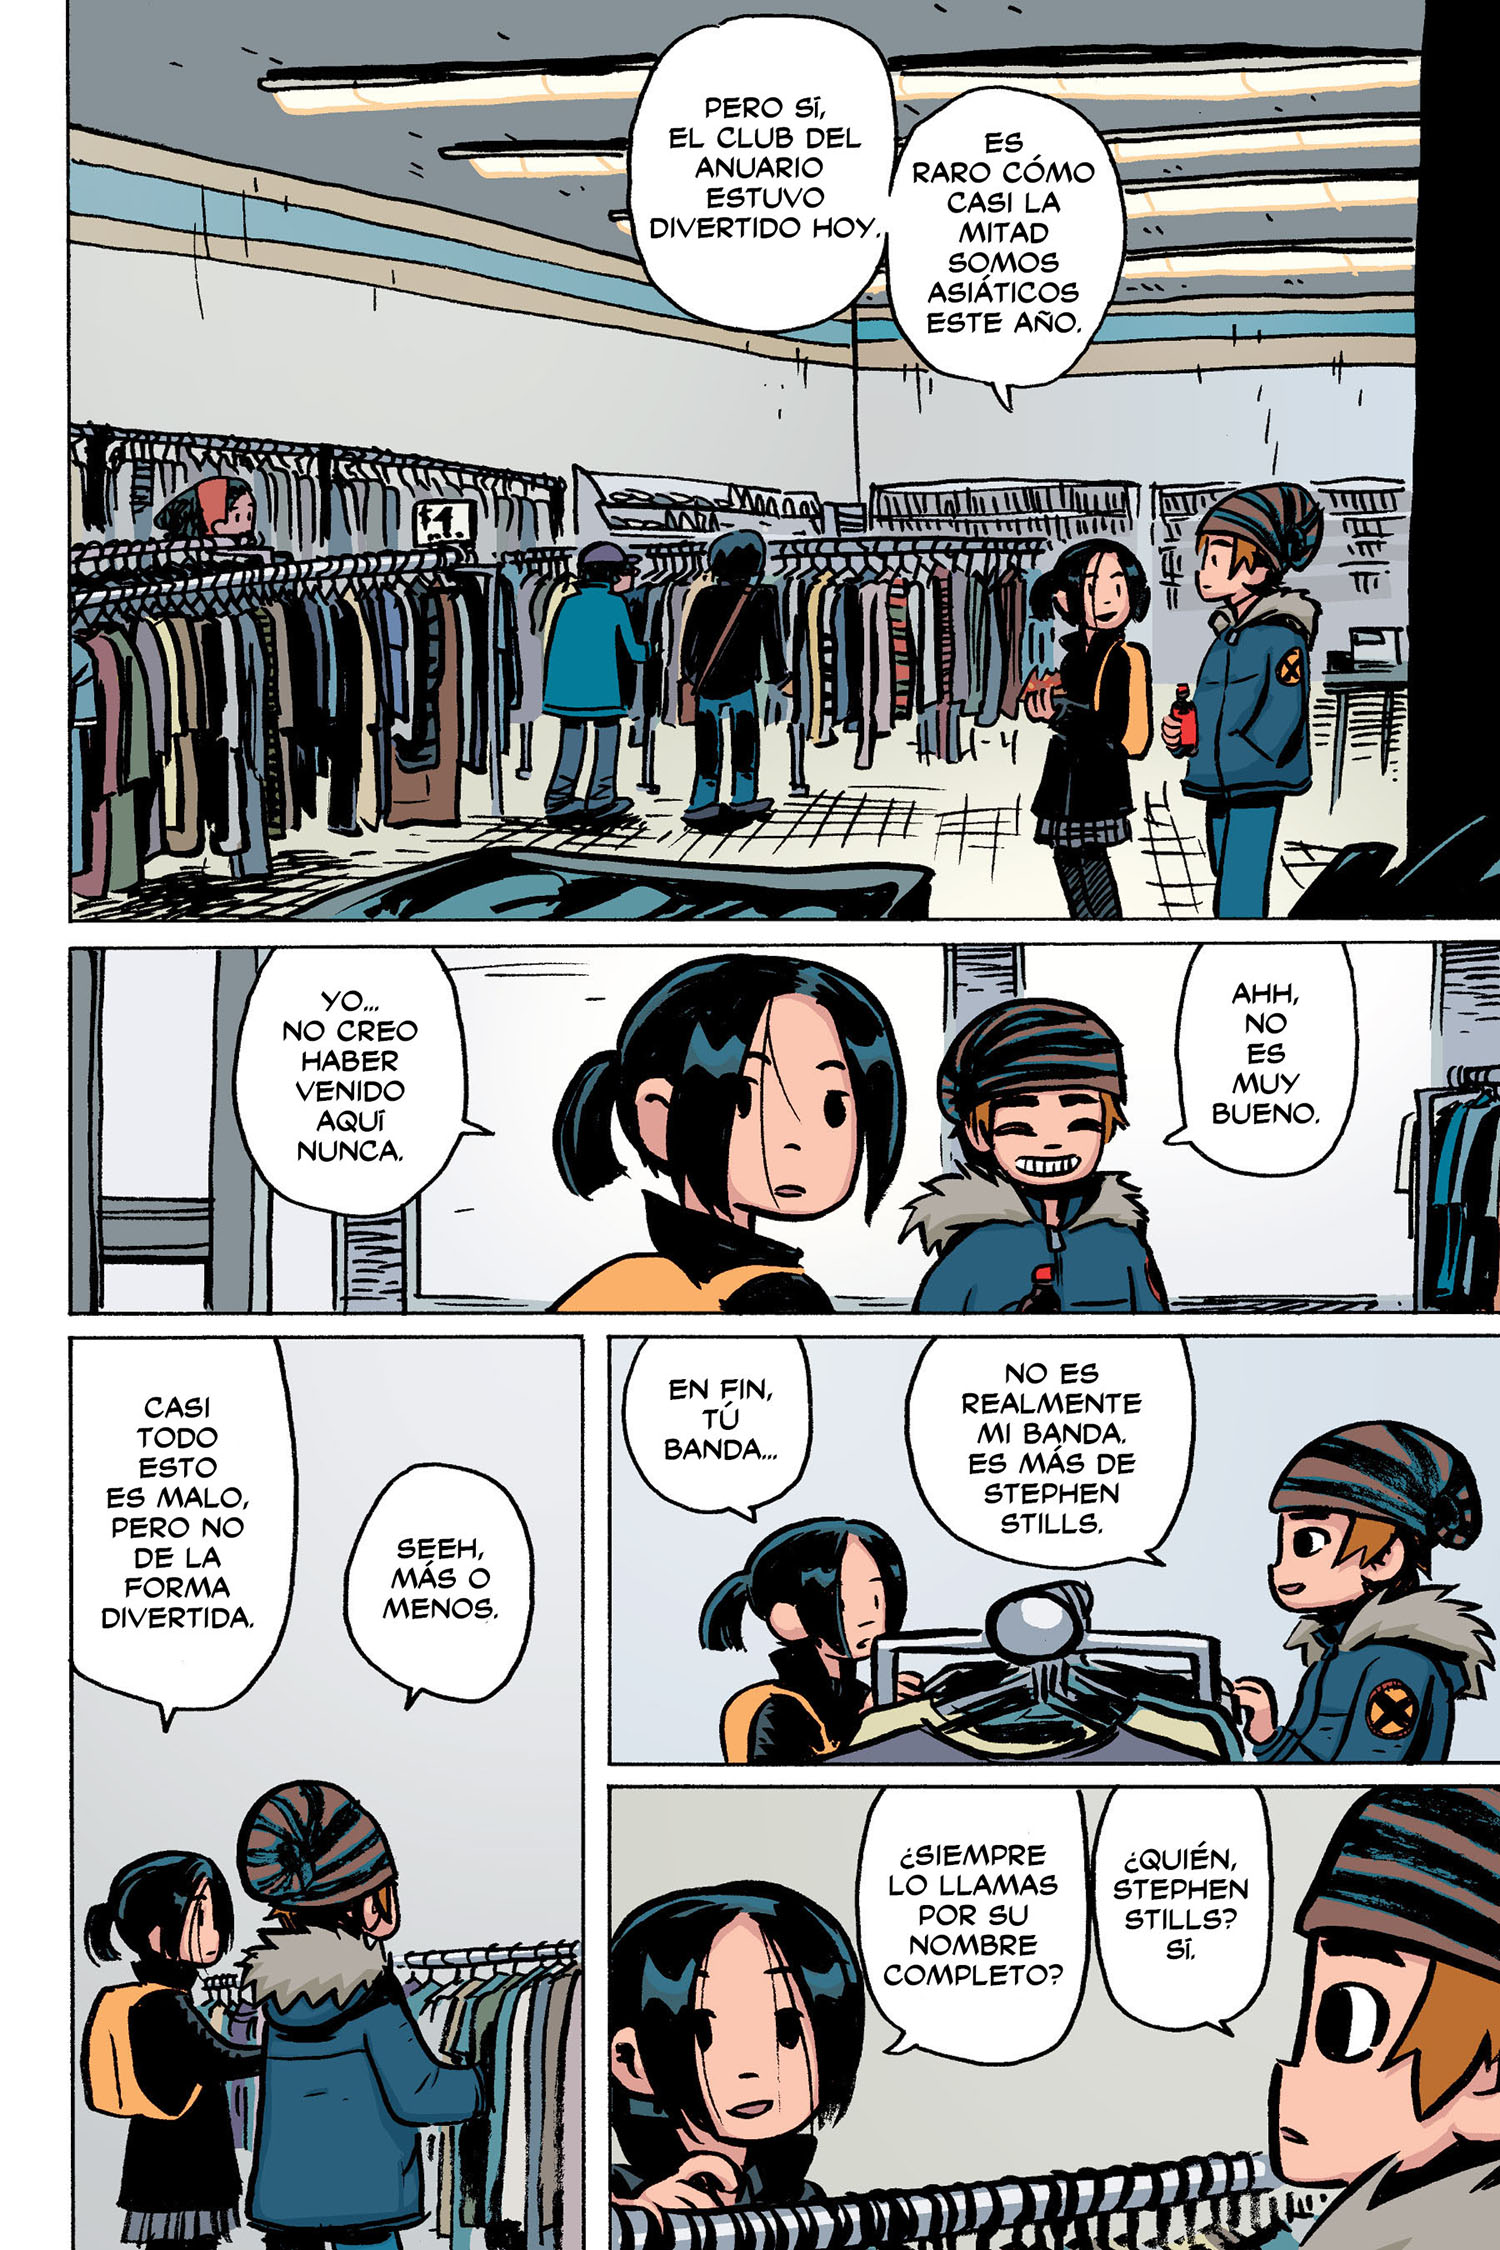 PERO SÍ,
EL CLUB DEL
ANUARIO
ESTUVO
DIVERTIDO HOY.
ES
RARO CÓMO
CASI LA
MITAD
SOMOS
ASIÁTICOS
ESTE AÑO.
$4
YO...
NO CREO
HABER
VENIDO
AQUÍ
NUNCA.
AHH,
NO
ES
MUY
BUENO.
CASI
TODO
ESTO
ES MALO,
PERO NO
DE LA
FORMA
DIVERTIDA.
SEEH,
MÁS O
MENOS.
EN FIN,
TÚ
BANDA...
NO ES
REALMENTE
MI BANDA.
ES MÁS DE
STEPHEN
STILLS.
¿SIEMPRE
LO LLAMAS
POR SU
NOMBRE
COMPLETO?
¿QUIÉN,
STEPHEN
STILLS?
SÍ.